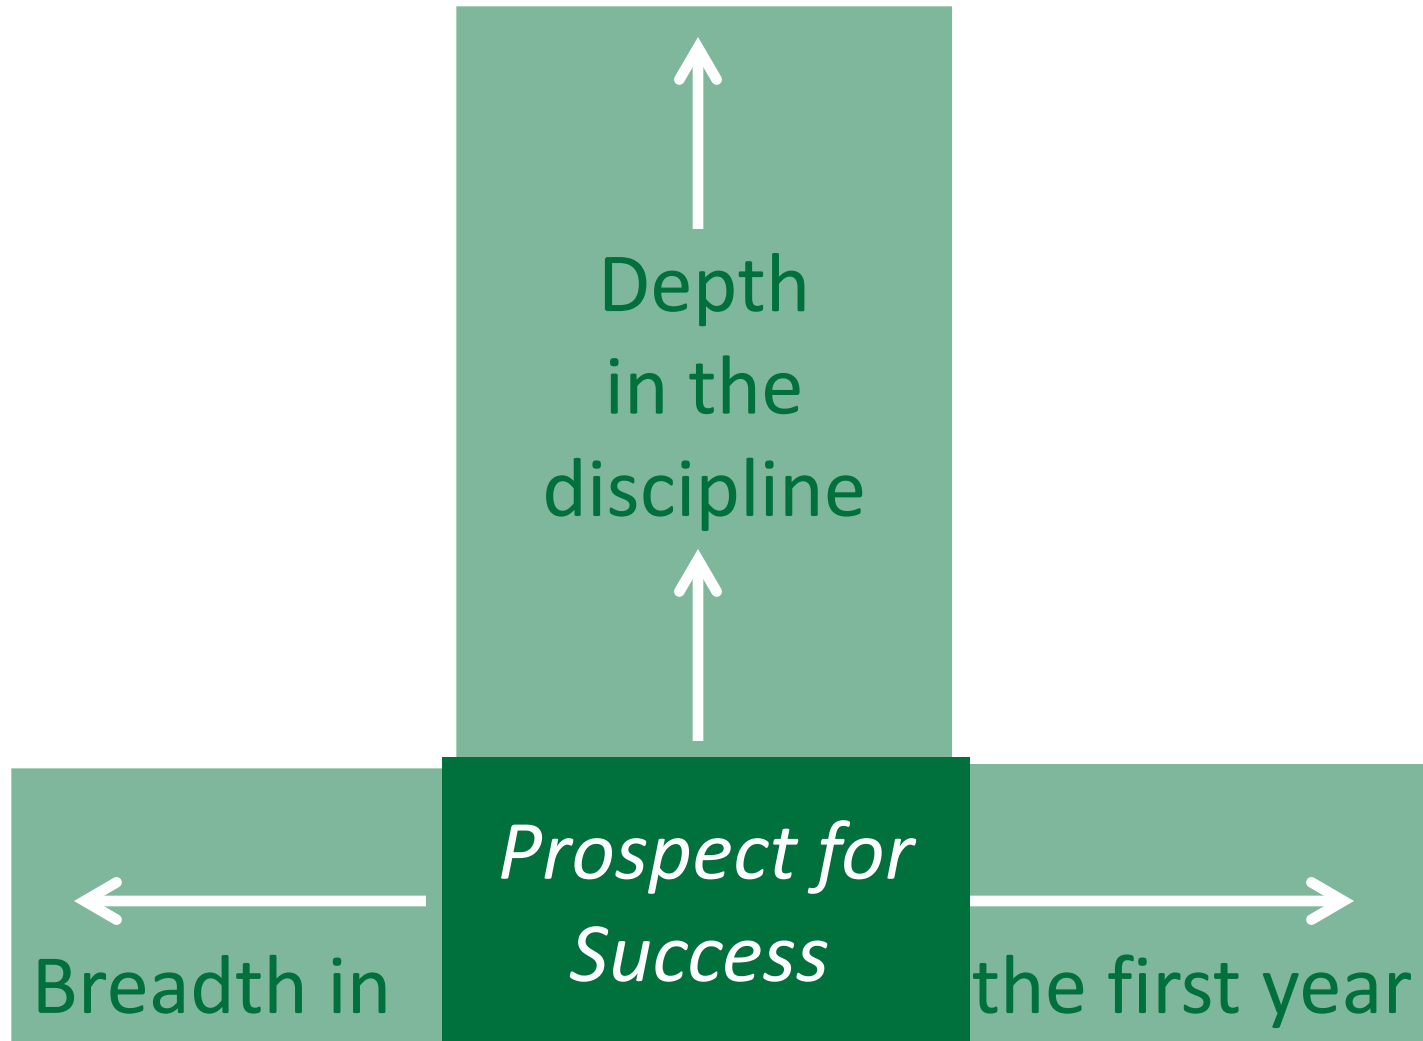 Depth
in the
discipline
Prospect for
Success
Breadth in the first year